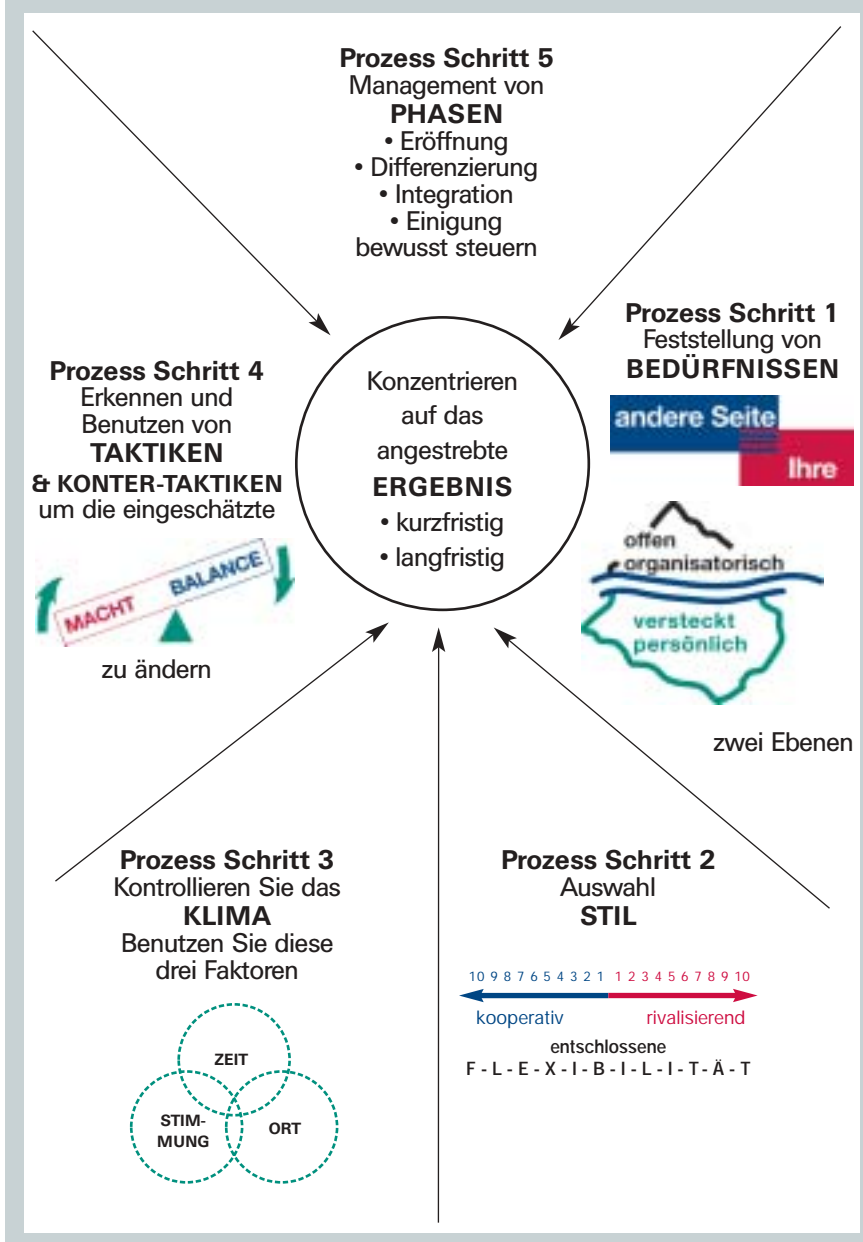 Prozess Schritt 5
Management von
PHASEN
• Eröffnung
• Differenzierung
• Integration
• Einigung
bewusst steuern
Prozess Schritt 1
Feststellung von
BEDÜRFNISSEN
andere Seite
Ihre
offen
organisatorisch
versteckt
persönlich
zwei Ebenen
Konzentrieren
auf das
angestrebte
ERGEBNIS
• kurzfristig
• langfristig
Prozess Schritt 4
Erkennen und
Benutzen von
TAKTIKEN
& KONTER-TAKTIKEN
um die eingeschätzte
MACHT BALANCE
zu ändern
Prozess Schritt 3
Kontrollieren Sie das
KLIMA
Benutzen Sie diese
drei Faktoren
ZEIT
STIM-
MUNG
ORT
Prozess Schritt 2
Auswahl
STIL
10 9 8 7 6 5 4 3 2 1 1 2 3 4 5 6 7 8 9 10
kooperativ rivalisierend
entschlossene
F - L - E - X - I - B - I - L - I - T - Ä - T